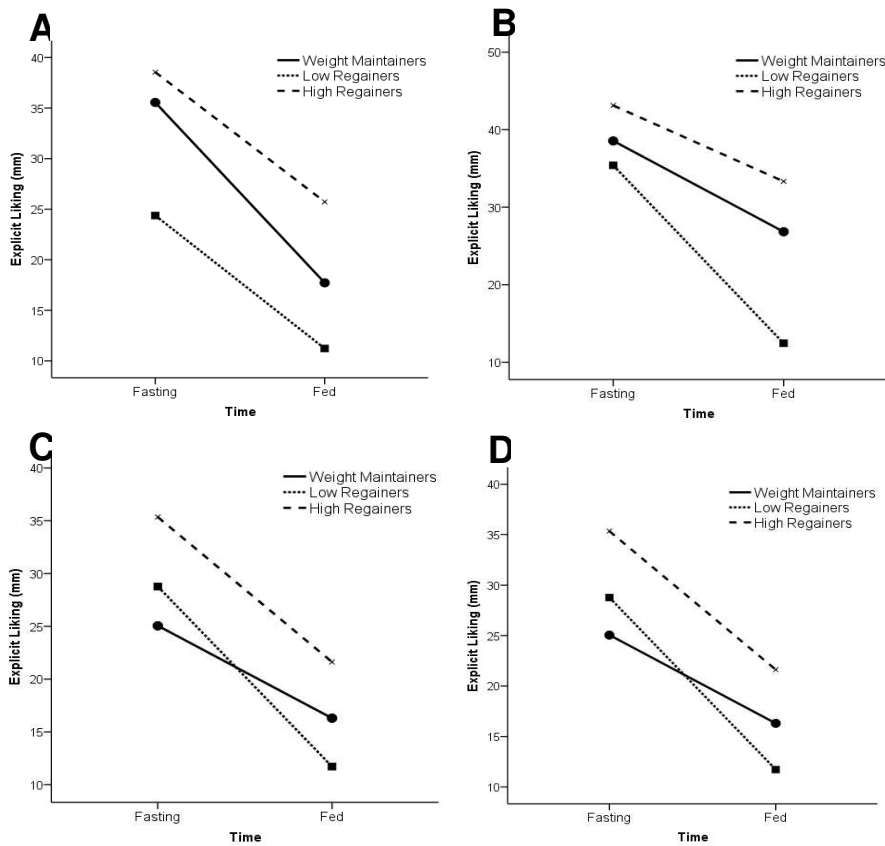 A
40
35
30
25
20
15
10
Explicit Liking (mm)
Weight Maintainers
Low Regainers
High Regainers
Fasting
Fed
Time
B
50
40
30
20
10
Explicit Liking (mm)
Weight Maintainers
Low Regainers
High Regainers
Fasting
Fed
Time
C
40
35
30
25
20
15
10
Explicit Liking (mm)
Weight Maintainers
Low Regainers
High Regainers
Fasting
Fed
Time
D
40
35
30
25
20
15
10
Explicit Liking (mm)
Weight Maintainers
Low Regainers
High Regainers
Fasting
Fed
Time